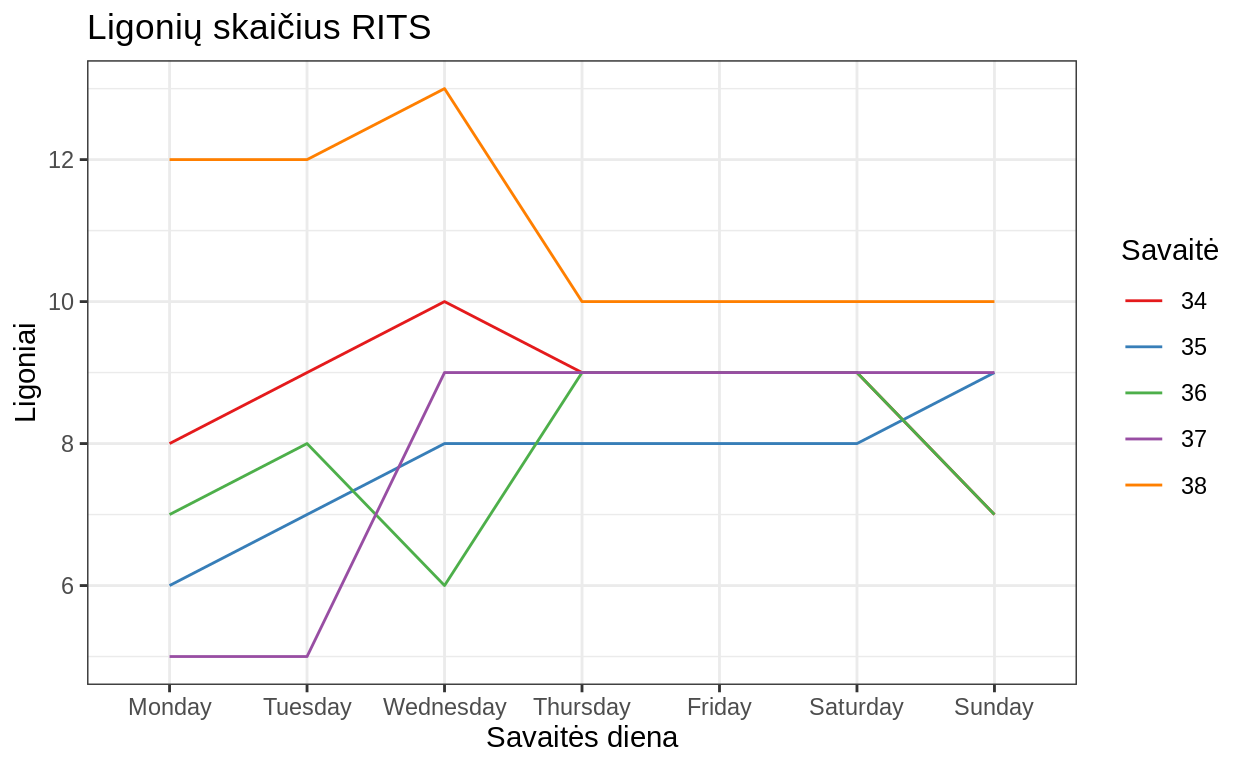 Ligonių skaičius RITS
12
10
8
6
Ligoniai
Monday Tuesday Wednesday Thursday Friday Saturday Sunday
Savaitės diena
Savaitė
34
35
36
37
38